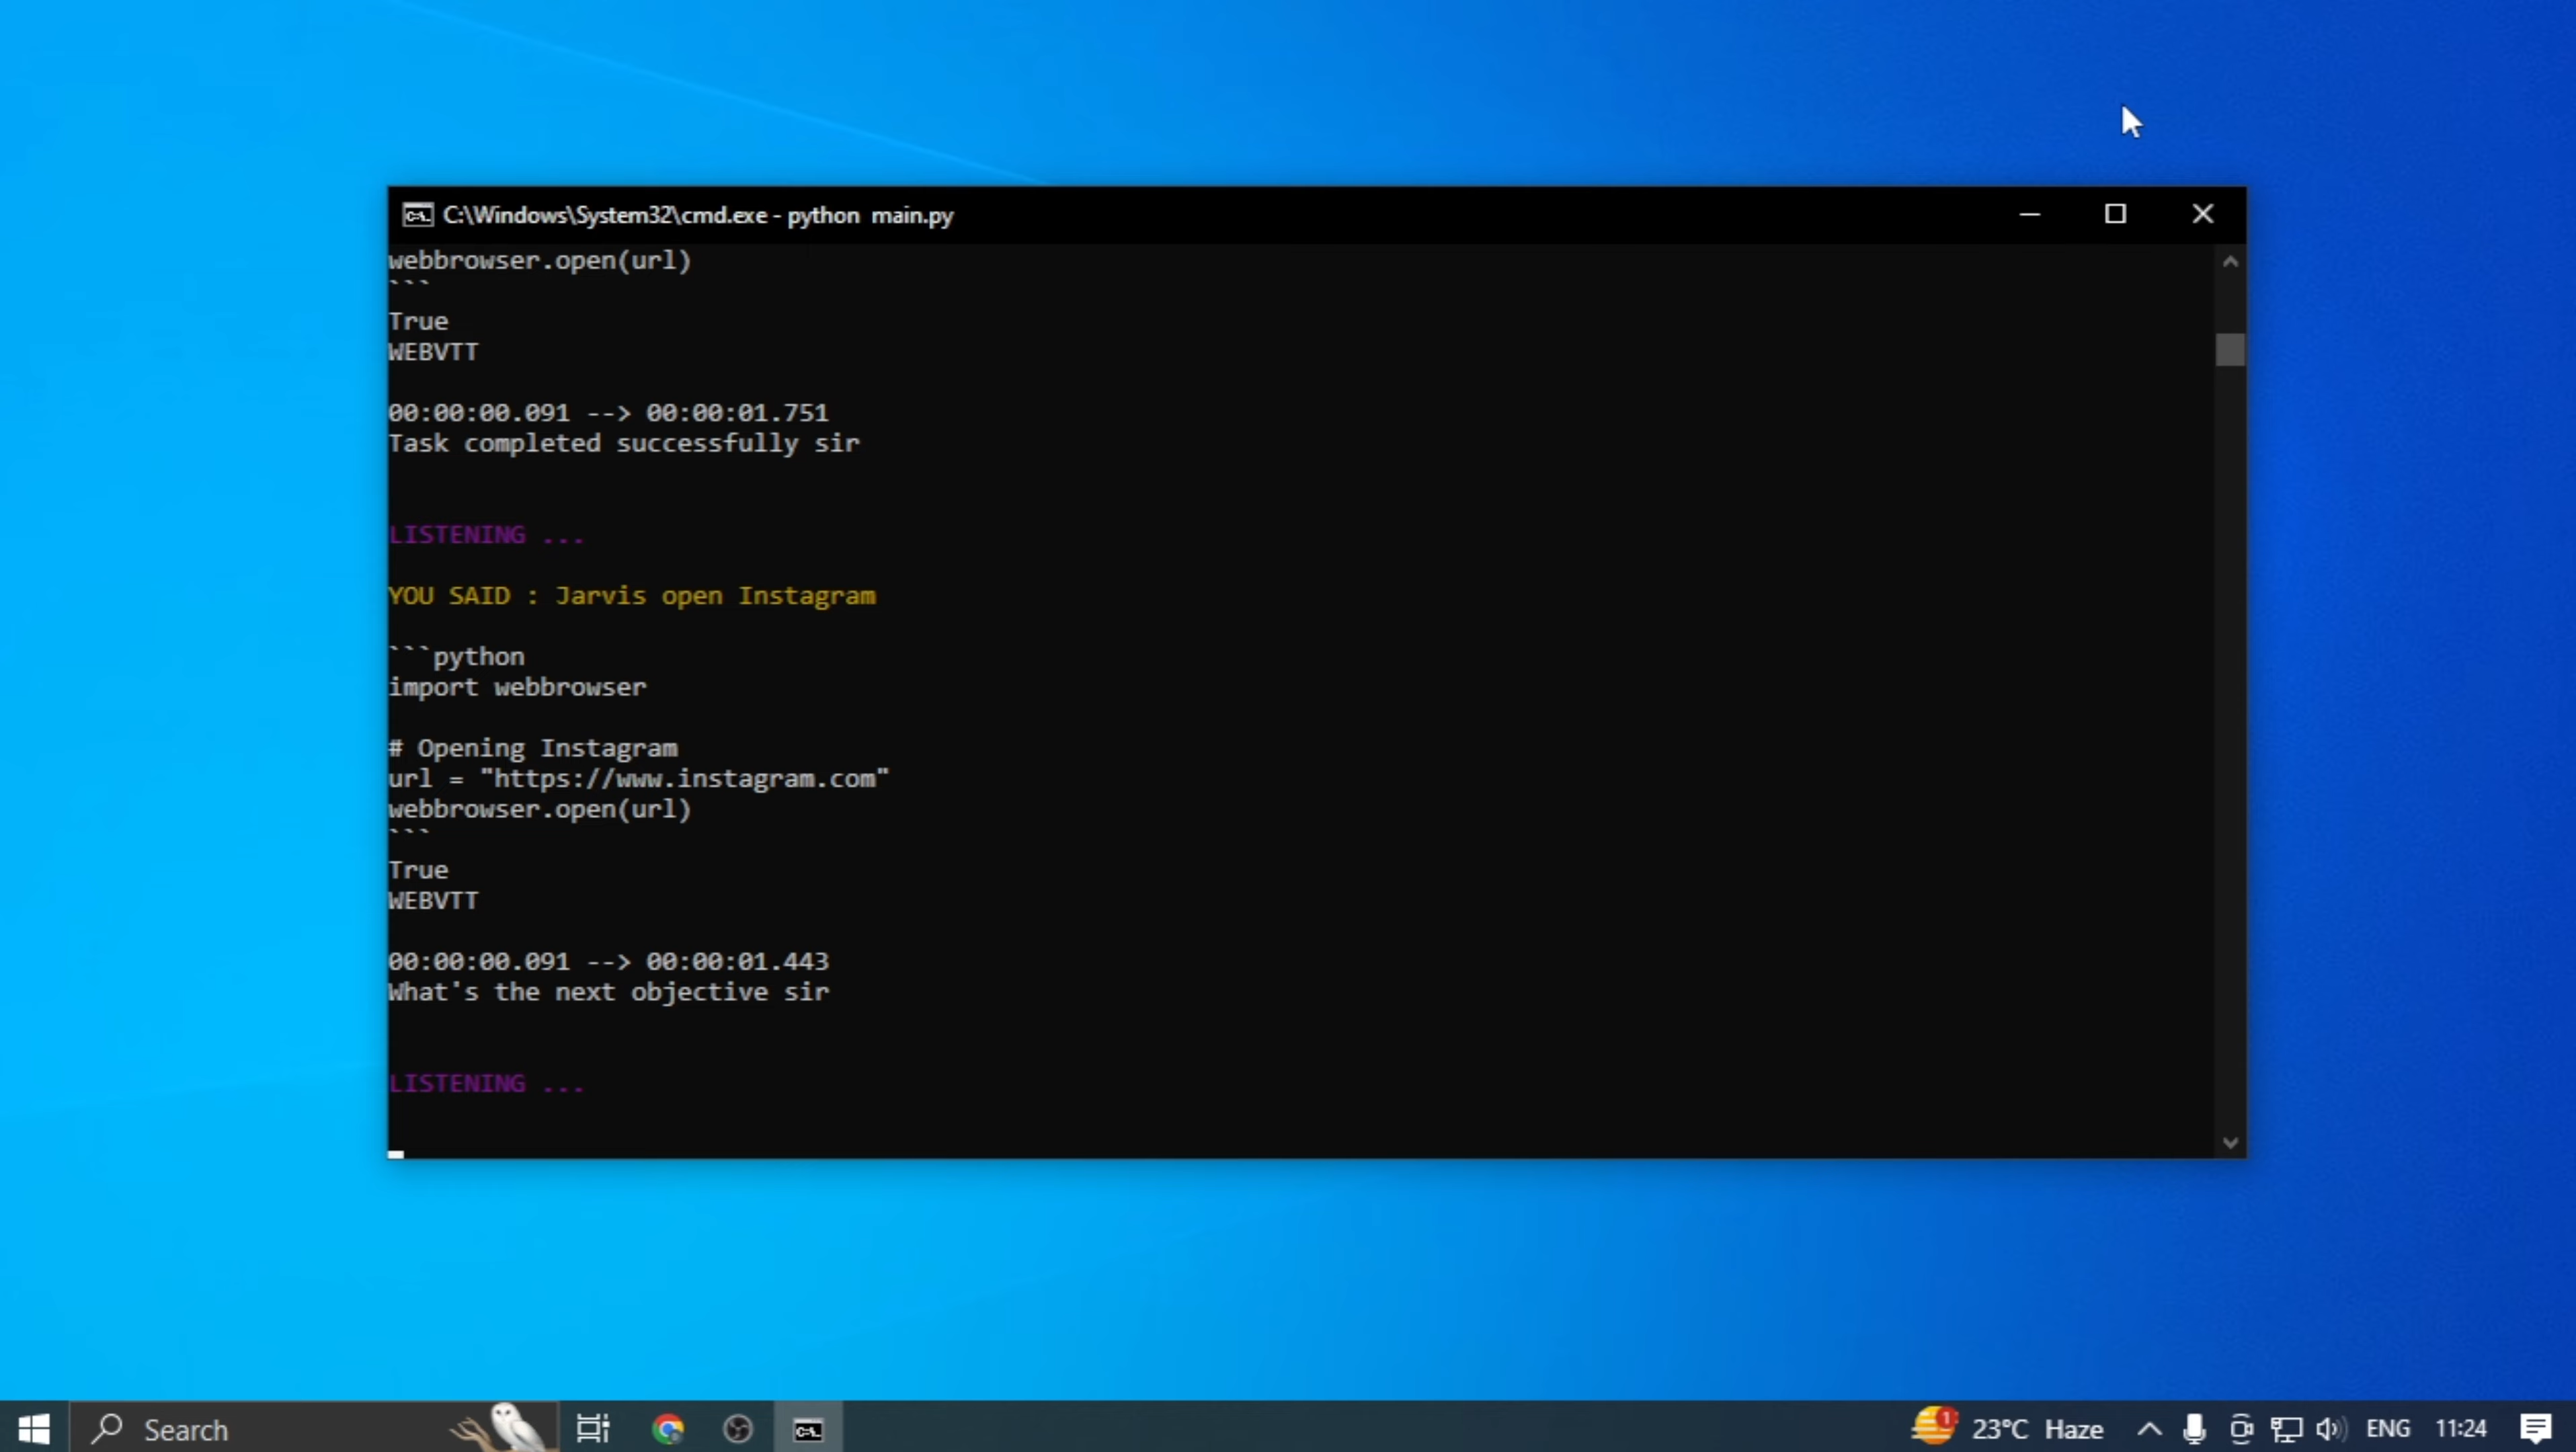 C:\Windows\System32\cmd.exe - python  main.py
webbrowser.open(url)
```
True
WEBVTT
00:00:00.091 --> 00:00:01.751
Task completed successfully sir
LISTENING ...
YOU SAID : Jarvis open Instagram
```python
import webbrowser
# Opening Instagram
url = "https://www.instagram.com"
webbrowser.open(url)
```
True
WEBVTT
00:00:00.091 --> 00:00:01.443
What's the next objective sir
LISTENING ...
Search
23°C Haze ENG 11:24